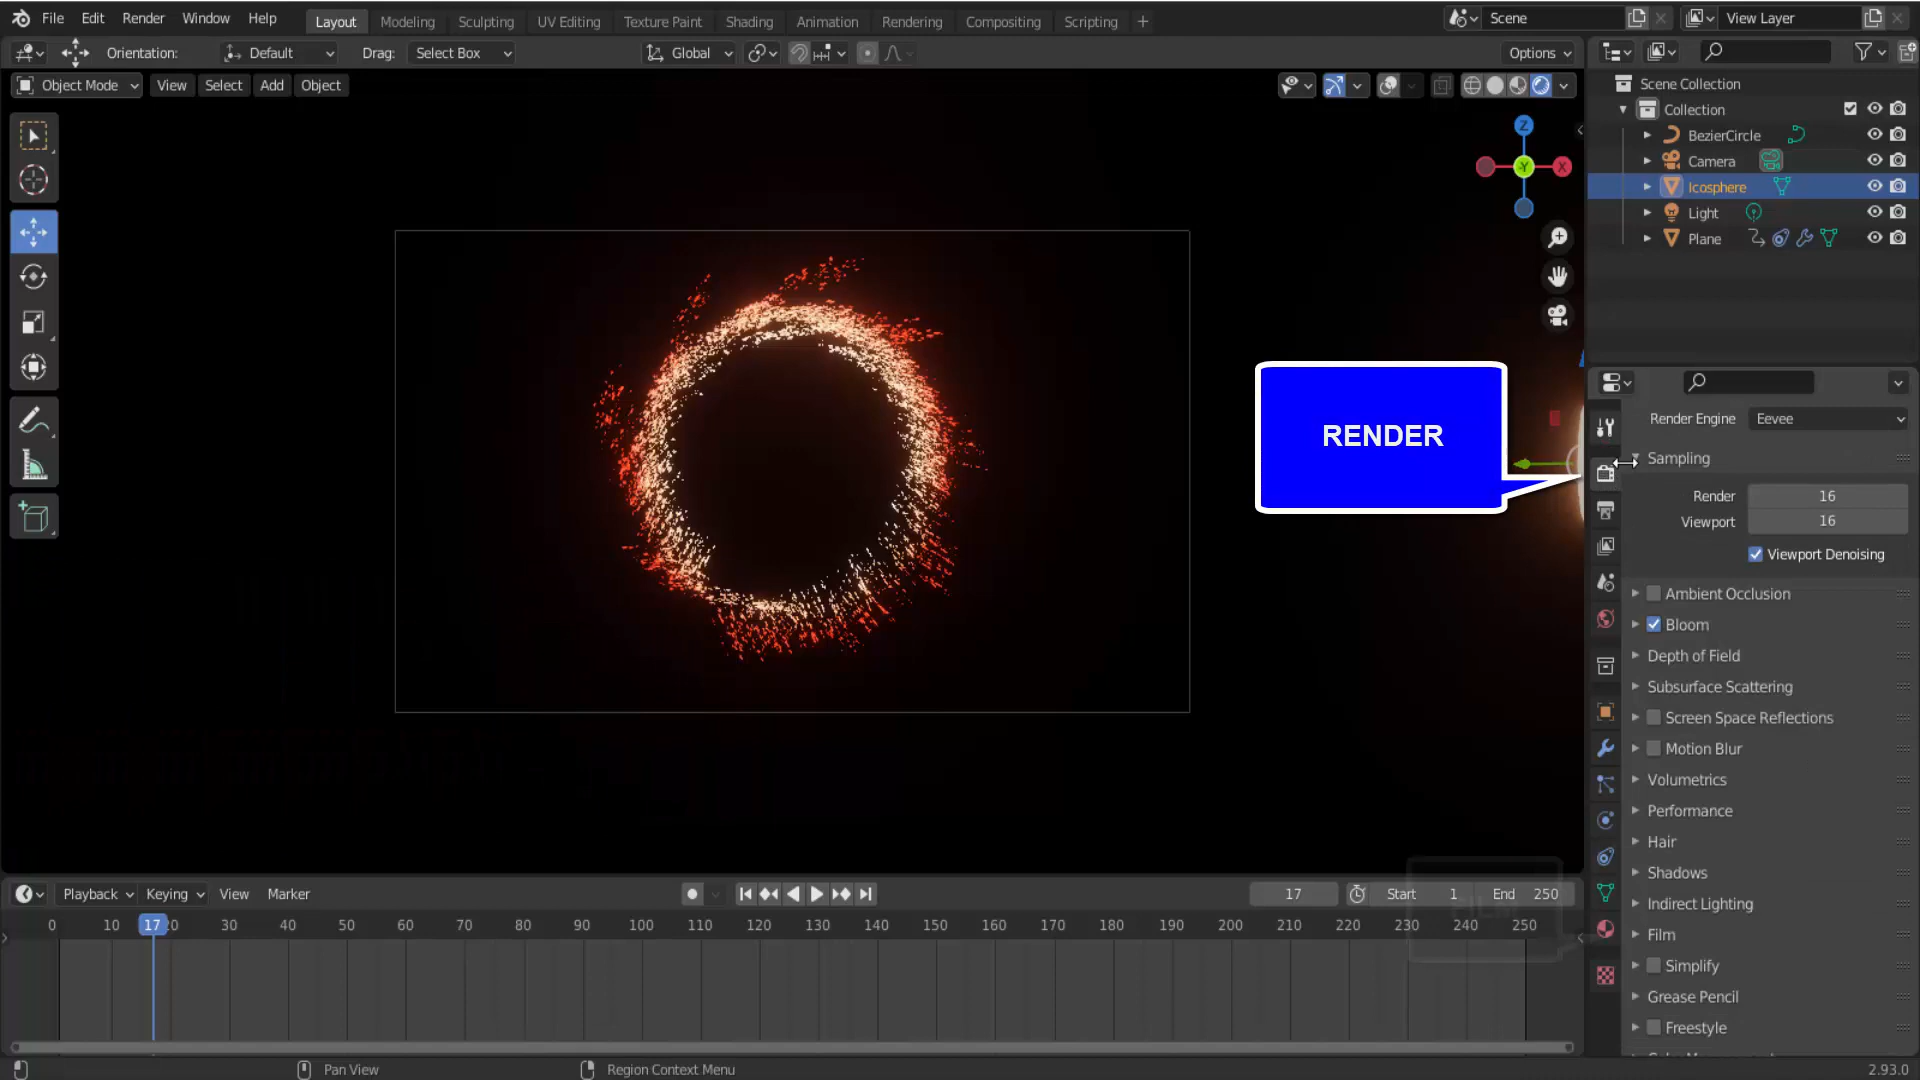 File Edit Render Window Help Layout Modeling Sculpting UV Editing Texture Paint Shading Animation Rendering Compositing Scripting + Scene View Layer
Orientation: Default Drag: Select Box Global Options
Object Mode View Select Add Object
Scene Collection
Collection
BezierCircle
Camera
Icosphere
Light
Plane
Z
Y
X
RENDER
Render Engine Eevee
Sampling
Render 16
Viewport 16
Viewport Denoising
Ambient Occlusion
Bloom
Depth of Field
Subsurface Scattering
Screen Space Reflections
Motion Blur
Volumetrics
Performance
Hair
Shadows
Indirect Lighting
Film
Simplify
Grease Pencil
Freestyle
Playback Keying View Marker 17 Start 1 End 250
0 10 17 20 30 40 50 60 70 80 90 100 110 120 130 140 150 160 170 180 190 200 210 220 230 240 250
Pan View Region Context Menu 2.93.0